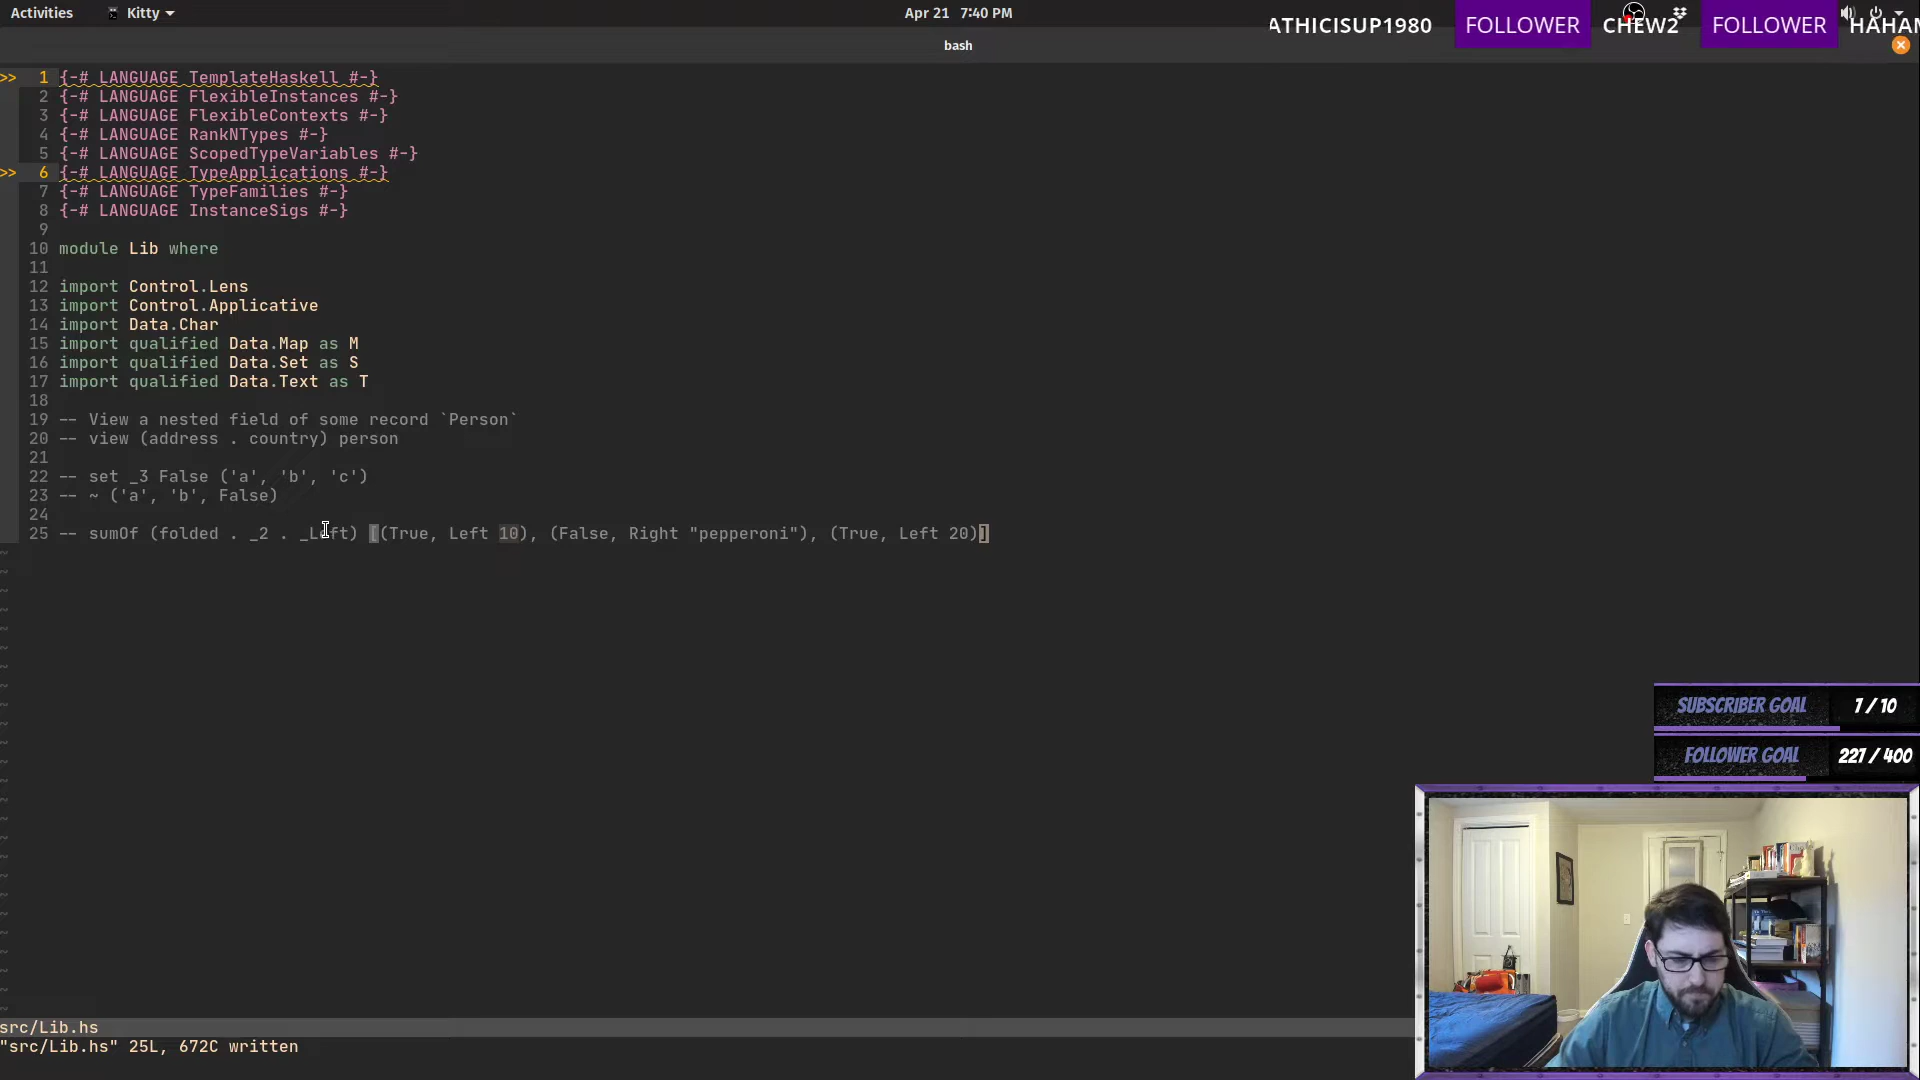 Activities Kitty Apr 21 7:40 PM
ATHICISUP1980 FOLLOWER CHEW2 FOLLOWER HAHAM
bash
>> 1 {-# LANGUAGE TemplateHaskell #-}
2 {-# LANGUAGE FlexibleInstances #-}
3 {-# LANGUAGE FlexibleContexts #-}
4 {-# LANGUAGE RankNTypes #-}
5 {-# LANGUAGE ScopedTypeVariables #-}
>> 6 {-# LANGUAGE TypeApplications #-}
7 {-# LANGUAGE TypeFamilies #-}
8 {-# LANGUAGE InstanceSigs #-}
9
10 module Lib where
11
12 import Control.Lens
13 import Control.Applicative
14 import Data.Char
15 import qualified Data.Map as M
16 import qualified Data.Set as S
17 import qualified Data.Text as T
18
19 -- View a nested field of some record `Person`
20 -- view (address . country) person
21
22 -- set _3 False ('a', 'b', 'c')
23 -- ~ ('a', 'b', False)
24
25 -- sumOf (folded . _2 . _Left) [(True, Left 10), (False, Right "pepperoni"), (True, Left 20)]
SUBSCRIBER GOAL 7 / 10
FOLLOWER GOAL 227 / 400
src/Lib.hs
"src/Lib.hs" 25L, 672C written